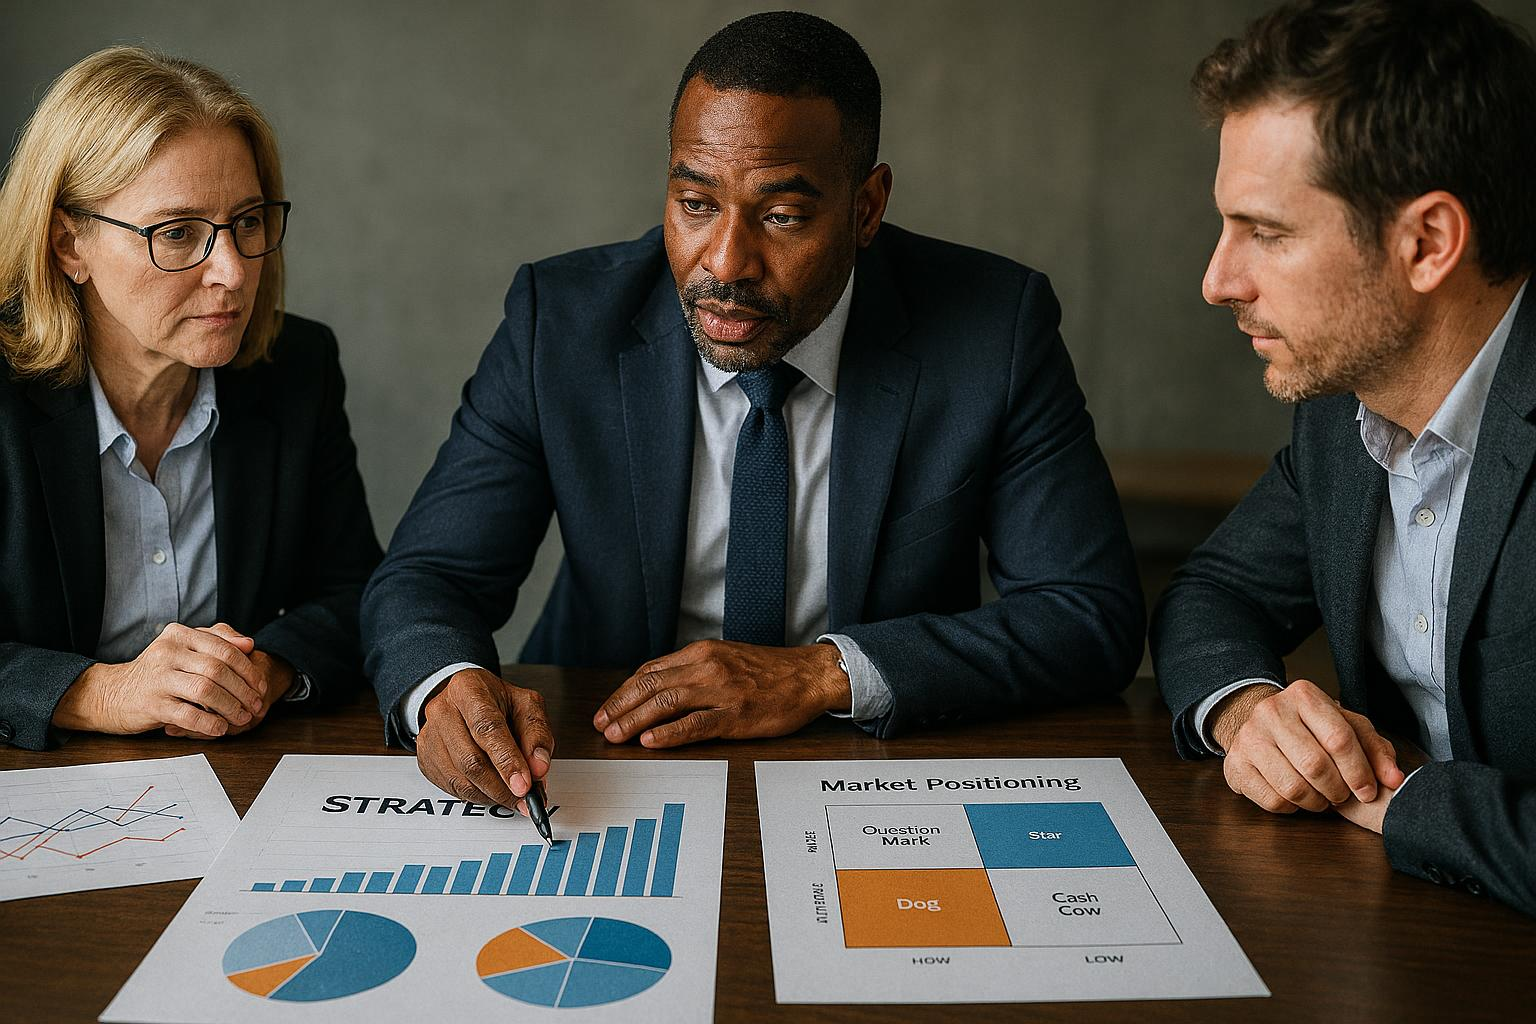 STRATEGY
Market Positioning
Question
Mark
Star
Dog
Cash
Cow
HOW
LOW